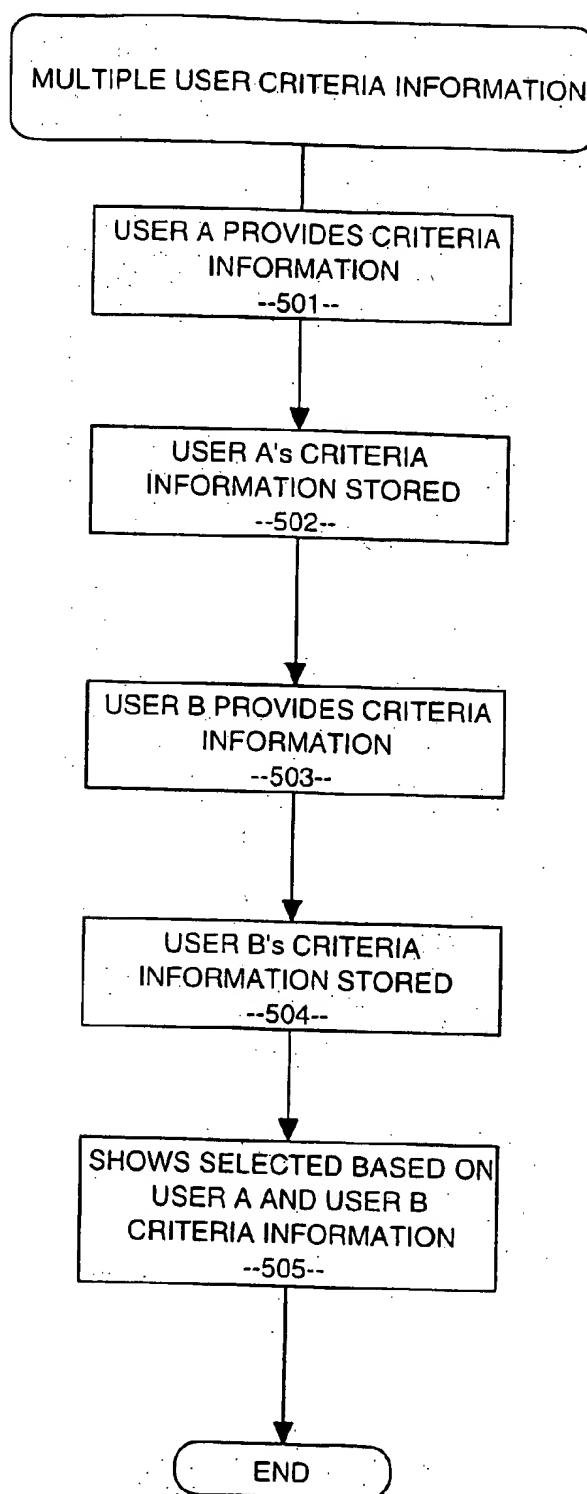 MULTIPLE USER CRITERIA INFORMATION
USER A PROVIDES CRITERIA
INFORMATION
--501--
USER A's CRITERIA
INFORMATION STORED
--502--
USER B PROVIDES CRITERIA
INFORMATION
--503--
USER B's CRITERIA
INFORMATION STORED
--504--
SHOWS SELECTED BASED ON
USER A AND USER B
CRITERIA INFORMATION
--505--
END